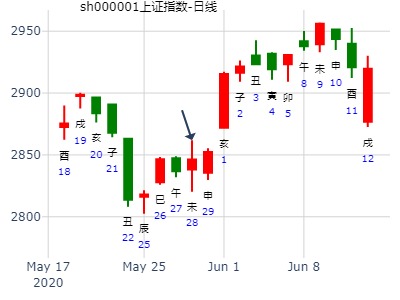 sh000001上证指数-日线
2950
2900
2850
2800
酉
18
戌
19
亥
20
子
21
丑
22
辰
25
巳
26
午
27
未
28
申
29
亥
1
子
2
丑
3
寅
4
卯
5
午
8
未
9
申
10
酉
11
戌
12
May 17
2020
May 25
Jun 1
Jun 8